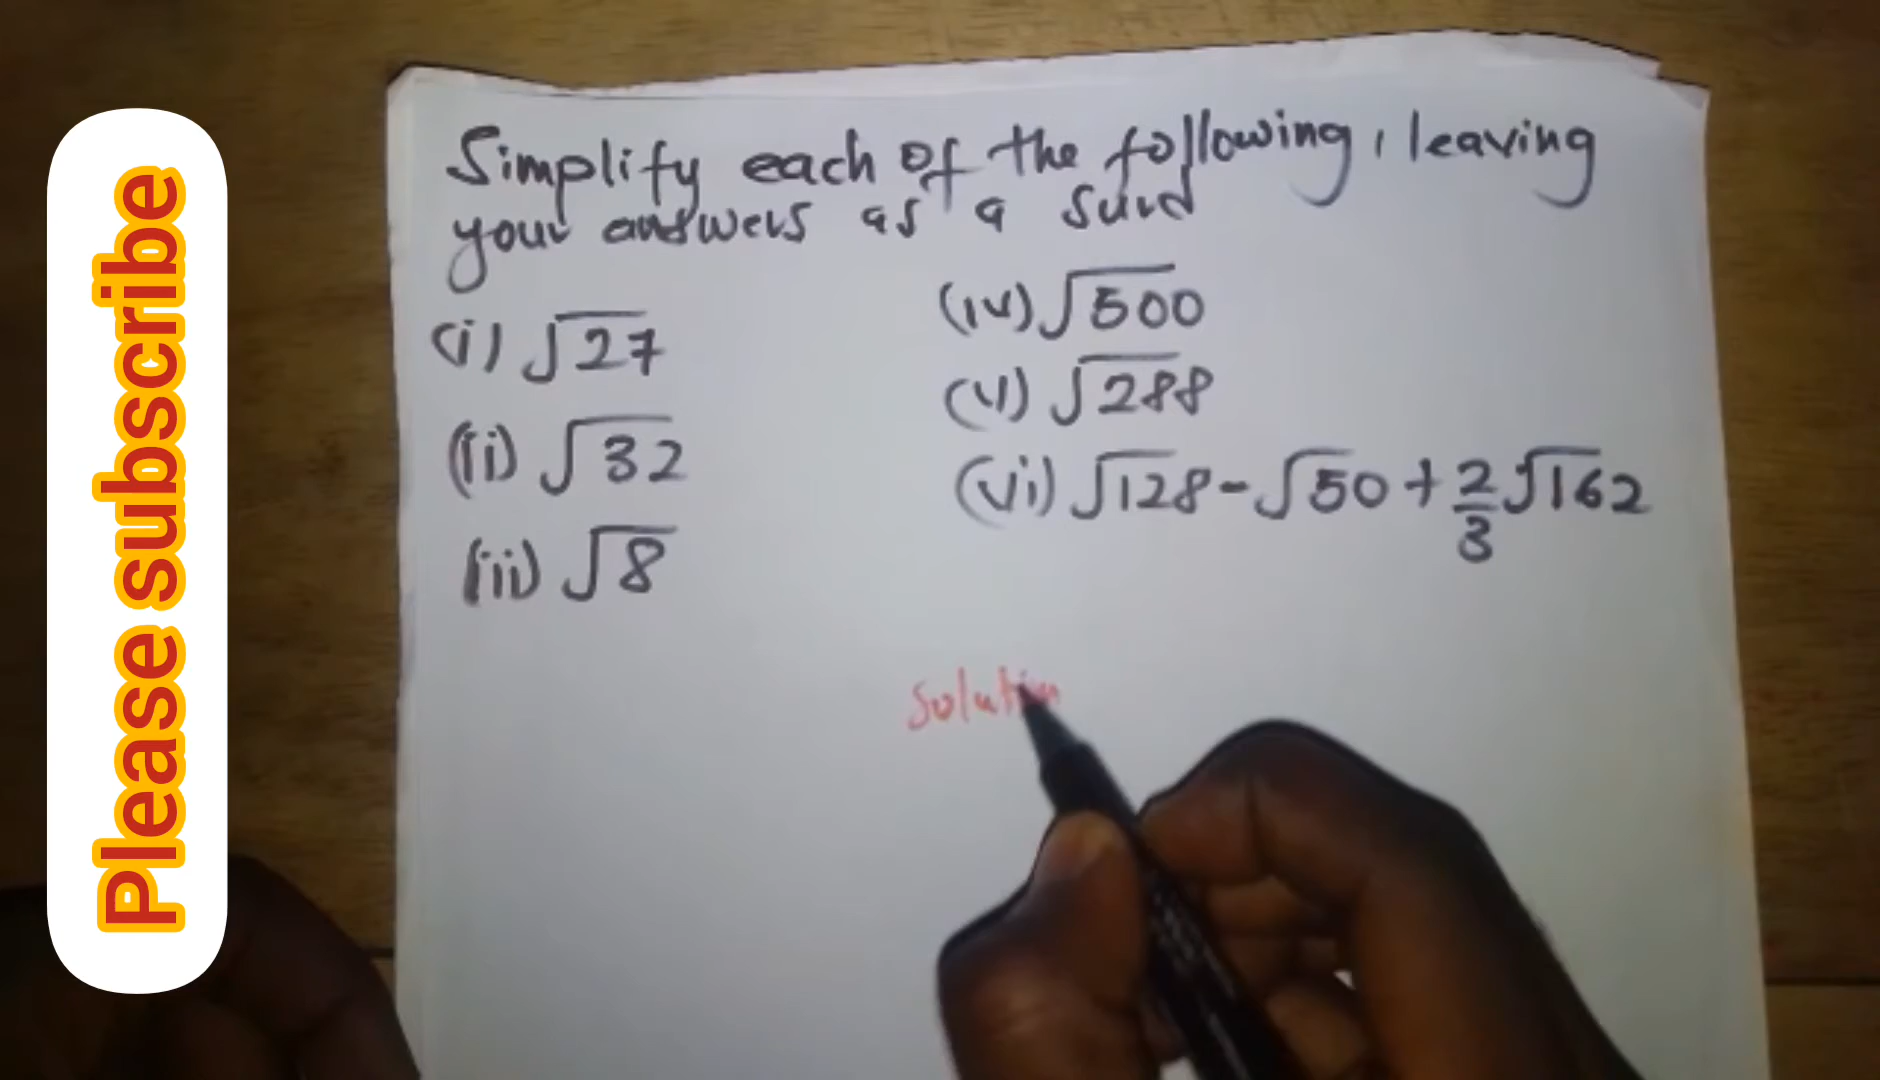 Please subscribe
Simplify each of the following, leaving
your answers as a surd
(i) √27
(ii) √32
(iii) √8
(iv) √500
(v) √288
(vi) √128 - √50 + 2/3 √162
Solution